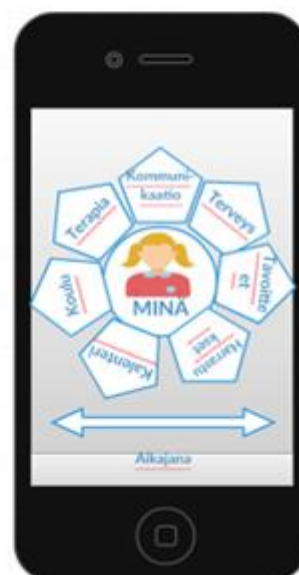 Kommuni-
kaatio
Terveys
Tavoitte
et
Harrastu
kset
Kalenteri
Koulu
Terapia
MINÄ
Aikajana